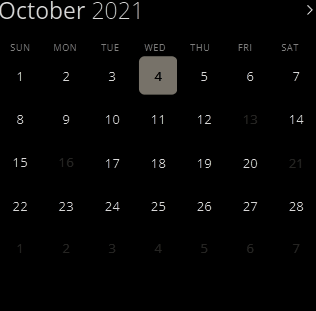 October 2021
SUN MON TUE WED THU FRI SAT
1 2 3 4 5 6 7
8 9 10 11 12 13 14
15 16 17 18 19 20 21
22 23 24 25 26 27 28
1 2 3 4 5 6 7